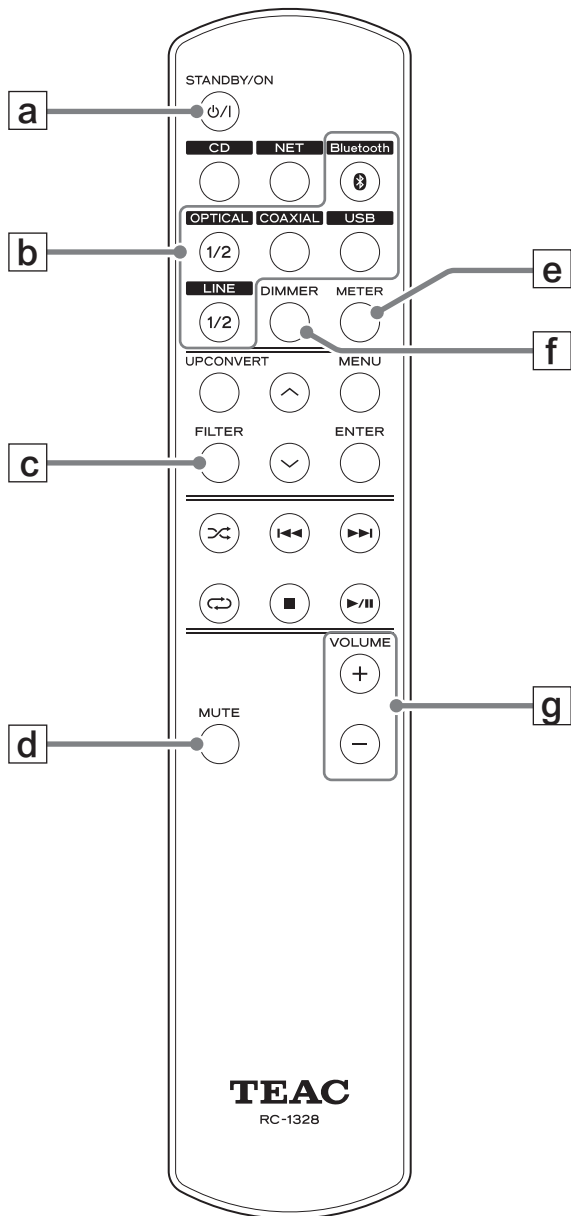 STANDBY/ON
a
⏻/I
CD NET Bluetooth
OPTICAL COAXIAL USB
b
1/2
e
LINE DIMMER METER
1/2
f
UPCONVERT MENU
FILTER ENTER
c
VOLUME
+
g
MUTE
d
−
TEAC
RC-1328